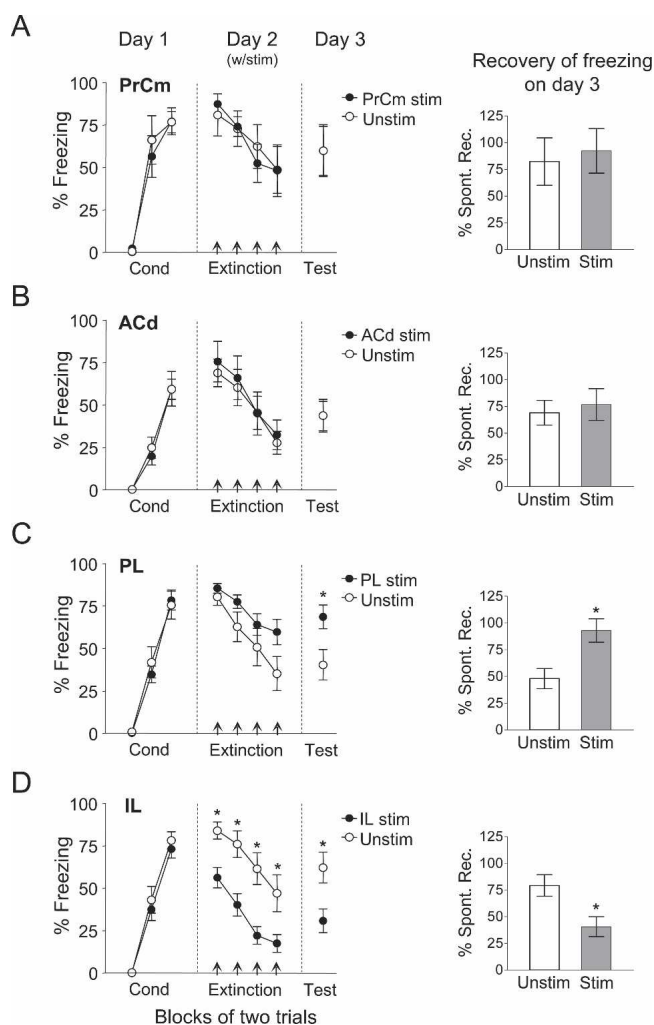 A
Day 1
Day 2
(w/stim)
Day 3
Recovery of freezing
on day 3
PrCm
PrCm stim
Unstim
% Freezing
100
75
50
25
0
Cond
Extinction
Test
% Spont. Rec.
125
100
75
50
25
0
Unstim Stim
B
ACd
ACd stim
Unstim
% Freezing
100
75
50
25
0
Cond
Extinction
Test
% Spont. Rec.
125
100
75
50
25
0
Unstim Stim
C
PL
PL stim
Unstim
% Freezing
100
75
50
25
0
*
Cond
Extinction
Test
% Spont. Rec.
125
100
75
50
25
0
*
Unstim Stim
D
IL
IL stim
Unstim
% Freezing
100
75
50
25
0
* * * * *
Cond
Extinction
Test
% Spont. Rec.
125
100
75
50
25
0
*
Unstim Stim
Blocks of two trials